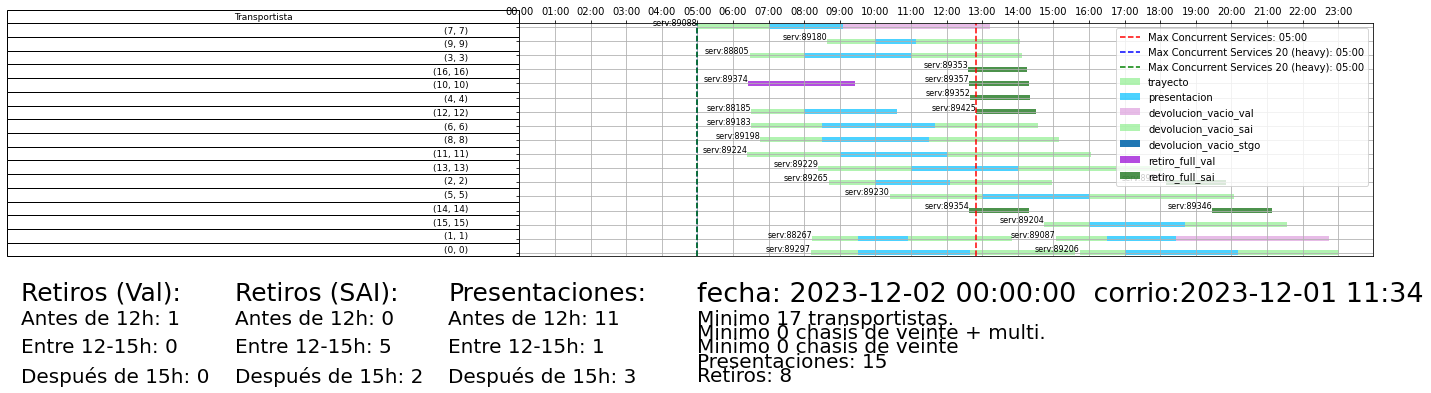 Transportista
00:00 01:00 02:00 03:00 04:00 05:00 06:00 07:00 08:00 09:00 10:00 11:00 12:00 13:00 14:00 15:00 16:00 17:00 18:00 19:00 20:00 21:00 22:00 23:00
(7, 7) serv:89088
(9, 9) serv:89180
(3, 3) serv:88805
(16, 16) serv:89353
(10, 10) serv:89374 serv:89357
(4, 4) serv:89352
(12, 12) serv:88185 serv:89425
(6, 6) serv:89183
(8, 8) serv:89198
(11, 11) serv:89224
(13, 13) serv:89229
(2, 2) serv:89265
(5, 5) serv:89230
(14, 14) serv:89354 serv:89346
(15, 15) serv:89204
(1, 1) serv:88267 serv:89087
(0, 0) serv:89297 serv:89206
Max Concurrent Services: 05:00
Max Concurrent Services 20 (heavy): 05:00
Max Concurrent Services 20 (heavy): 05:00
trayecto
presentacion
devolucion_vacio_val
devolucion_vacio_sai
devolucion_vacio_stgo
retiro_full_val
retiro_full_sai
Retiros (Val):
Antes de 12h: 1
Entre 12-15h: 0
Después de 15h: 0
Retiros (SAI):
Antes de 12h: 0
Entre 12-15h: 5
Después de 15h: 2
Presentaciones:
Antes de 12h: 11
Entre 12-15h: 1
Después de 15h: 3
fecha: 2023-12-02 00:00:00 corrio:2023-12-01 11:34
Minimo 17 transportistas.
Minimo 0 chasis de veinte + multi.
Minimo 0 chasis de veinte
Presentaciones: 15
Retiros: 8